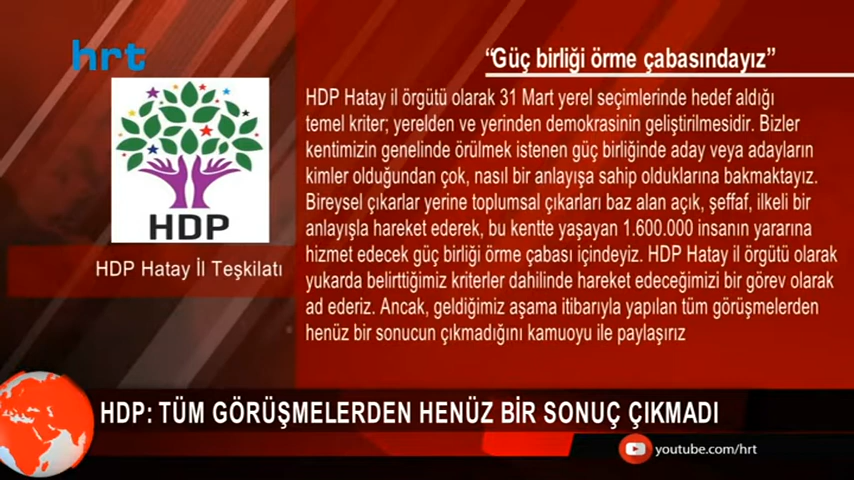 hrt
“Güç birliği örme çabasındayız”
HDP
HDP Hatay İl Teşkilatı
HDP Hatay il örgütü olarak 31 Mart yerel seçimlerinde hedef aldığı
temel kriter; yerelden ve yerinden demokrasinin geliştirilmesidir. Bizler
kentimizin genelinde örülmek istenen güç birliğinde aday veya adayların
kimler olduğundan çok, nasıl bir anlayışa sahip olduklarına bakmaktayız.
Bireysel çıkarlar yerine toplumsal çıkarları baz alan açık, şeffaf, ilkeli bir
anlayışla hareket ederek, bu kentte yaşayan 1.600.000 insanın yararına
hizmet edecek güç birliği örme çabası içindeyiz. HDP Hatay il örgütü olarak
yukarda belirttiğimiz kriterler dahilinde hareket edeceğimizi bir görev olarak
ad ederiz. Ancak, geldiğimiz aşama itibarıyla yapılan tüm görüşmelerden
henüz bir sonucun çıkmadığını kamuoyu ile paylaşırız
HDP: TÜM GÖRÜŞMELERDEN HENÜZ BİR SONUÇ ÇIKMADI
youtube.com/hrt